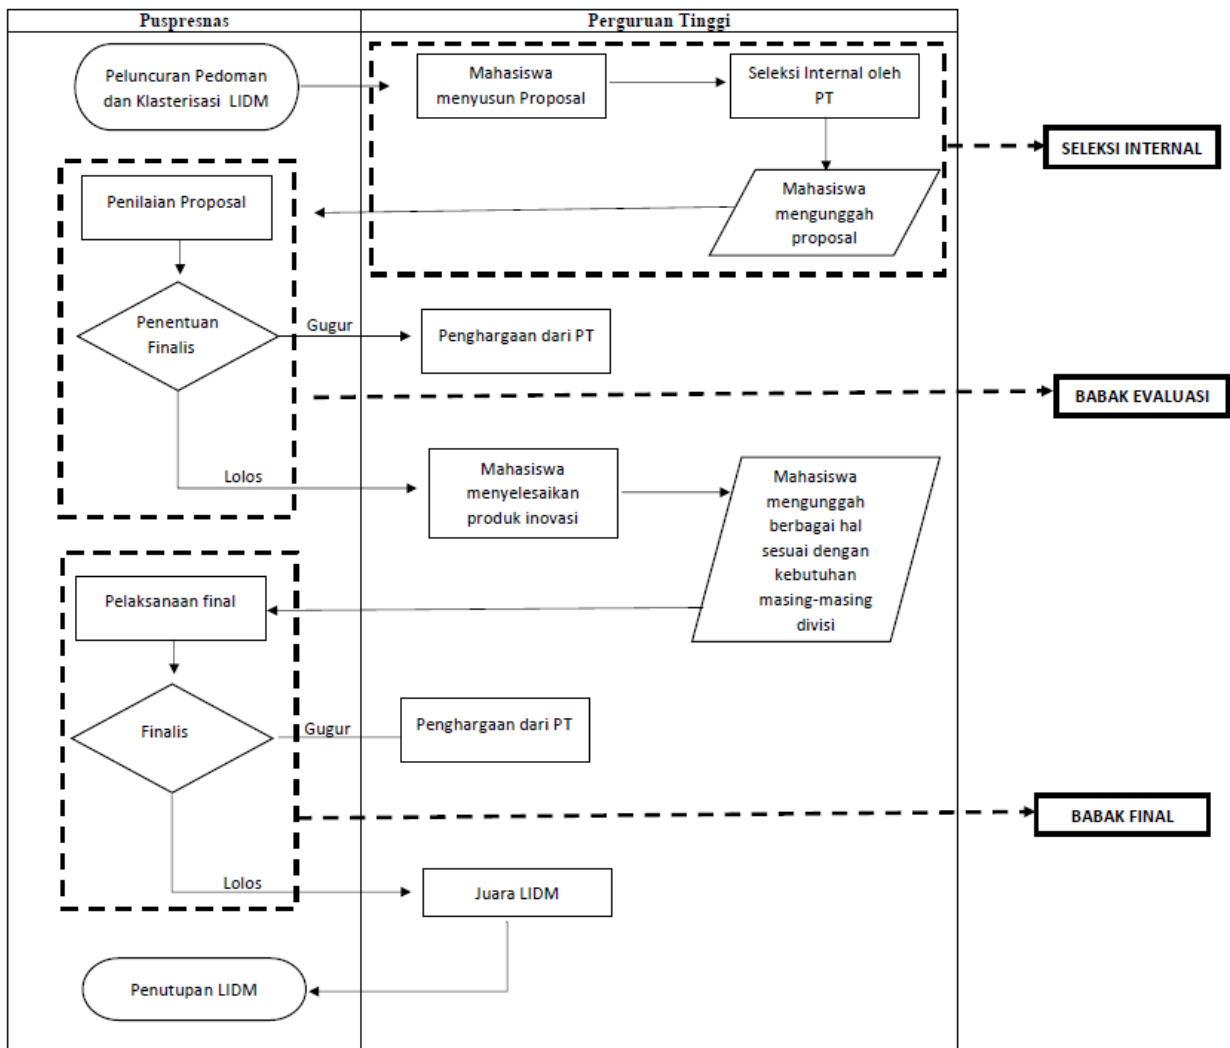 Puspresnas
Perguruan Tinggi
Peluncuran Pedoman
dan Klasterisasi LIDM
Mahasiswa
menyusun Proposal
Seleksi Internal oleh
PT
SELEKSI INTERNAL
Mahasiswa
mengunggah
proposal
Penilaian Proposal
Penentuan
Finalis
Gugur
Penghargaan dari PT
BABAK EVALUASI
Lolos
Mahasiswa
menyelesaikan
produk inovasi
Mahasiswa
mengunggah
berbagai hal
sesuai dengan
kebutuhan
masing-masing
divisi
Pelaksanaan final
Finalis
Gugur
Penghargaan dari PT
BABAK FINAL
Lolos
Juara LIDM
Penutupan LIDM